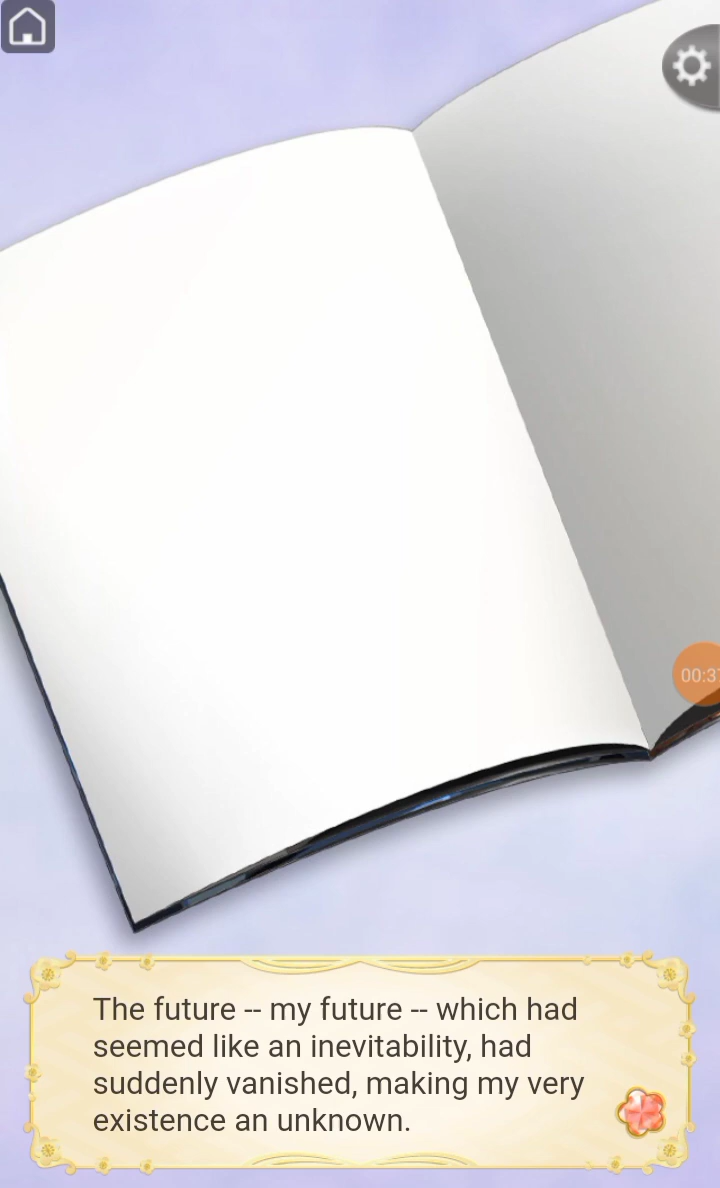 00:37
The future -- my future -- which had
seemed like an inevitability, had
suddenly vanished, making my very
existence an unknown.